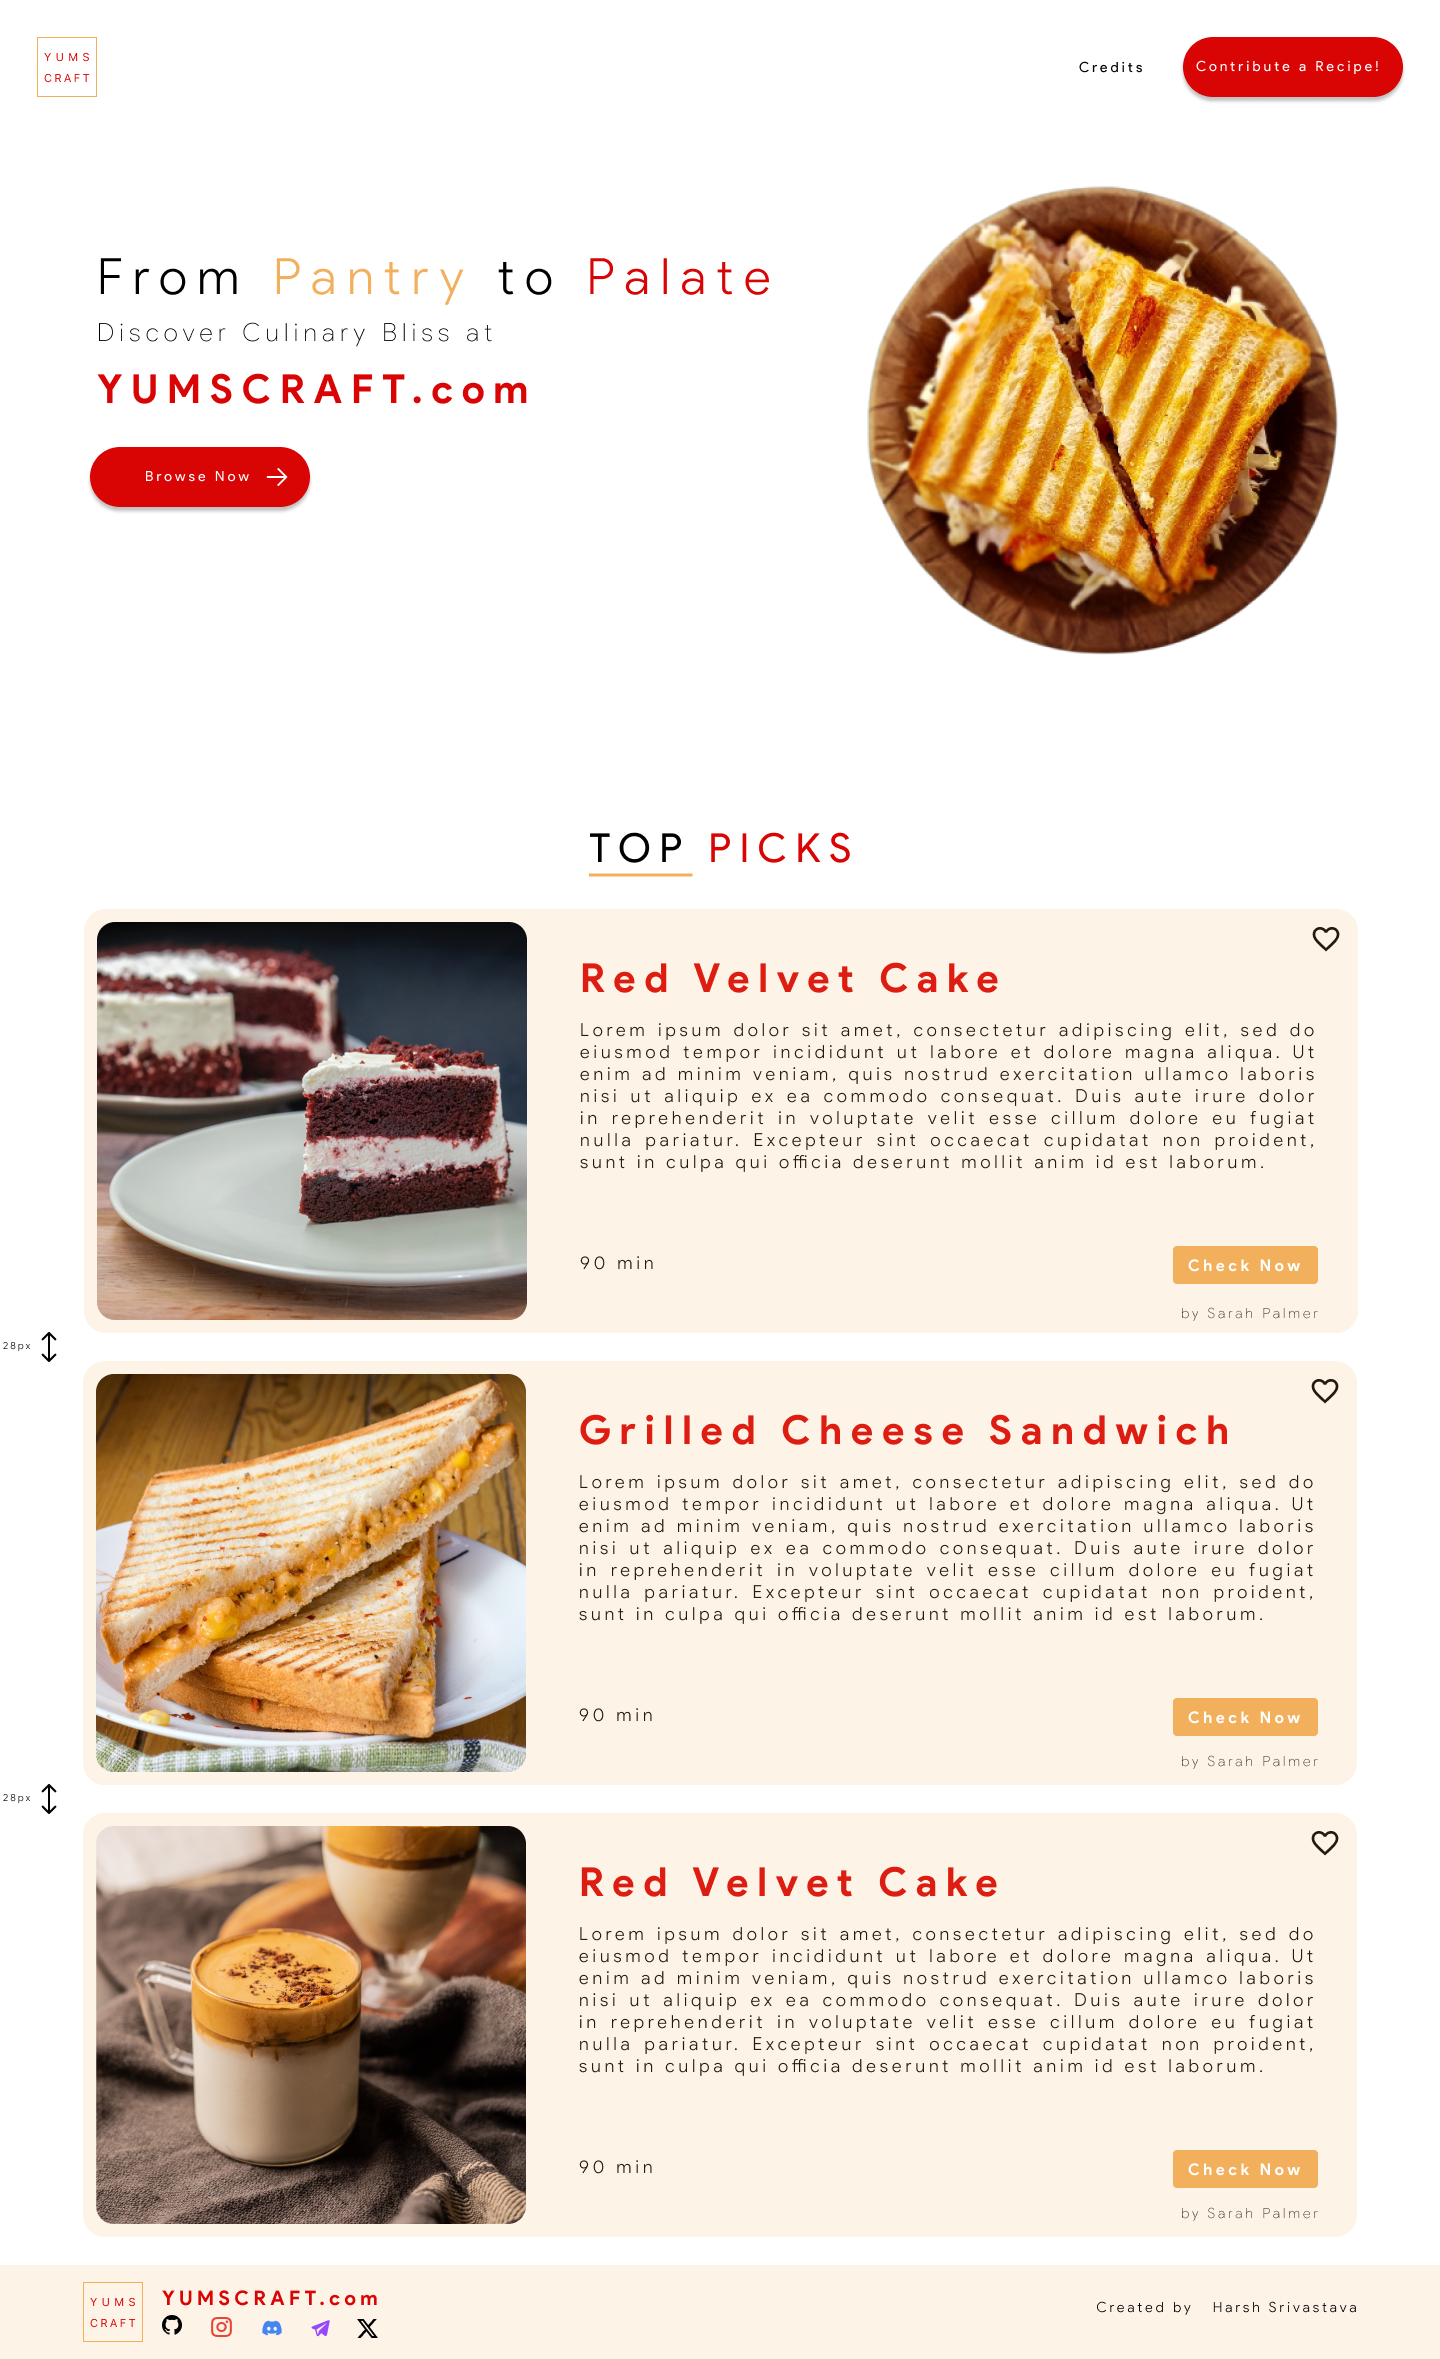 YUMS
CRAFT
Credits
Contribute a Recipe!
From Pantry to Palate
Discover Culinary Bliss at
YUMSCRAFT.com
Browse Now
TOP PICKS
Red Velvet Cake
Lorem ipsum dolor sit amet, consectetur adipiscing elit, sed do
eiusmod tempor incididunt ut labore et dolore magna aliqua. Ut
enim ad minim veniam, quis nostrud exercitation ullamco laboris
nisi ut aliquip ex ea commodo consequat. Duis aute irure dolor
in reprehenderit in voluptate velit esse cillum dolore eu fugiat
nulla pariatur. Excepteur sint occaecat cupidatat non proident,
sunt in culpa qui officia deserunt mollit anim id est laborum.
90 min
Check Now
by Sarah Palmer
28px
Grilled Cheese Sandwich
Lorem ipsum dolor sit amet, consectetur adipiscing elit, sed do
eiusmod tempor incididunt ut labore et dolore magna aliqua. Ut
enim ad minim veniam, quis nostrud exercitation ullamco laboris
nisi ut aliquip ex ea commodo consequat. Duis aute irure dolor
in reprehenderit in voluptate velit esse cillum dolore eu fugiat
nulla pariatur. Excepteur sint occaecat cupidatat non proident,
sunt in culpa qui officia deserunt mollit anim id est laborum.
90 min
Check Now
by Sarah Palmer
28px
Red Velvet Cake
Lorem ipsum dolor sit amet, consectetur adipiscing elit, sed do
eiusmod tempor incididunt ut labore et dolore magna aliqua. Ut
enim ad minim veniam, quis nostrud exercitation ullamco laboris
nisi ut aliquip ex ea commodo consequat. Duis aute irure dolor
in reprehenderit in voluptate velit esse cillum dolore eu fugiat
nulla pariatur. Excepteur sint occaecat cupidatat non proident,
sunt in culpa qui officia deserunt mollit anim id est laborum.
90 min
Check Now
by Sarah Palmer
YUMS
CRAFT
YUMSCRAFT.com
Created by Harsh Srivastava